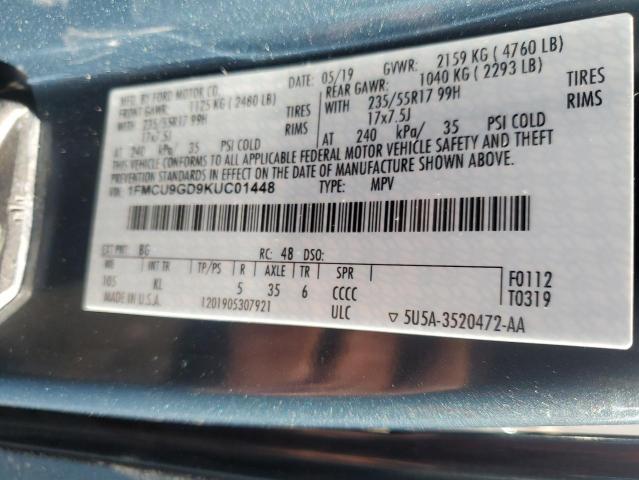 MFD. BY FORD MOTOR CO. DATE: 05/19 GVWR: 2159 KG ( 4760 LB)
FRONT GAWR: 1125 KG ( 2480 LB) REAR GAWR: 1040 KG ( 2293 LB)
WITH 235/55R17 99H TIRES WITH 235/55R17 99H TIRES
17x7.5J RIMS 17x7.5J RIMS
AT 240 kPa/ 35 PSI COLD AT 240 kPa/ 35 PSI COLD
THIS VEHICLE CONFORMS TO ALL APPLICABLE FEDERAL MOTOR VEHICLE SAFETY AND THEFT
PREVENTION STANDARDS IN EFFECT ON THE DATE OF MANUFACTURE SHOWN ABOVE.
VIN: 1FMCU9GD9KUC01448 TYPE: MPV
EXT PNT: BG RC: 48 DSO:
WB INT TR TP/PS R AXLE TR SPR
105 KL 5 35 6 CCCC
F0112
T0319
MADE IN U.S.A. 1201905307921 ULC ▽ 5U5A-3520472-AA